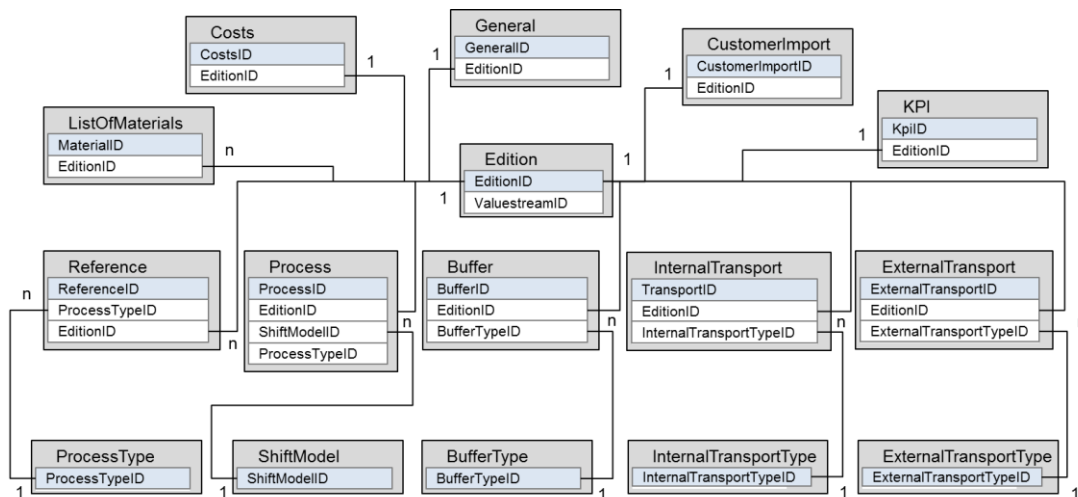 Costs
CostsID
EditionID
1
General
GeneralID
EditionID
1
CustomerImport
CustomerImportID
EditionID
1
KPI
KpiID
EditionID
1
ListOfMaterials
MaterialID
EditionID
n
Edition
EditionID
ValuestreamID
1
1
Reference
ReferenceID
ProcessTypeID
EditionID
n
n
Process
ProcessID
EditionID
ShiftModelID
ProcessTypeID
n
Buffer
BufferID
EditionID
BufferTypeID
n
InternalTransport
TransportID
EditionID
InternalTransportTypeID
n
ExternalTransport
ExternalTransportID
EditionID
ExternalTransportTypeID
ProcessType
ProcessTypeID
1
ShiftModel
ShiftModelID
1
BufferType
BufferTypeID
1
InternalTransportType
InternalTransportTypeID
1
ExternalTransportType
ExternalTransportTypeID
1